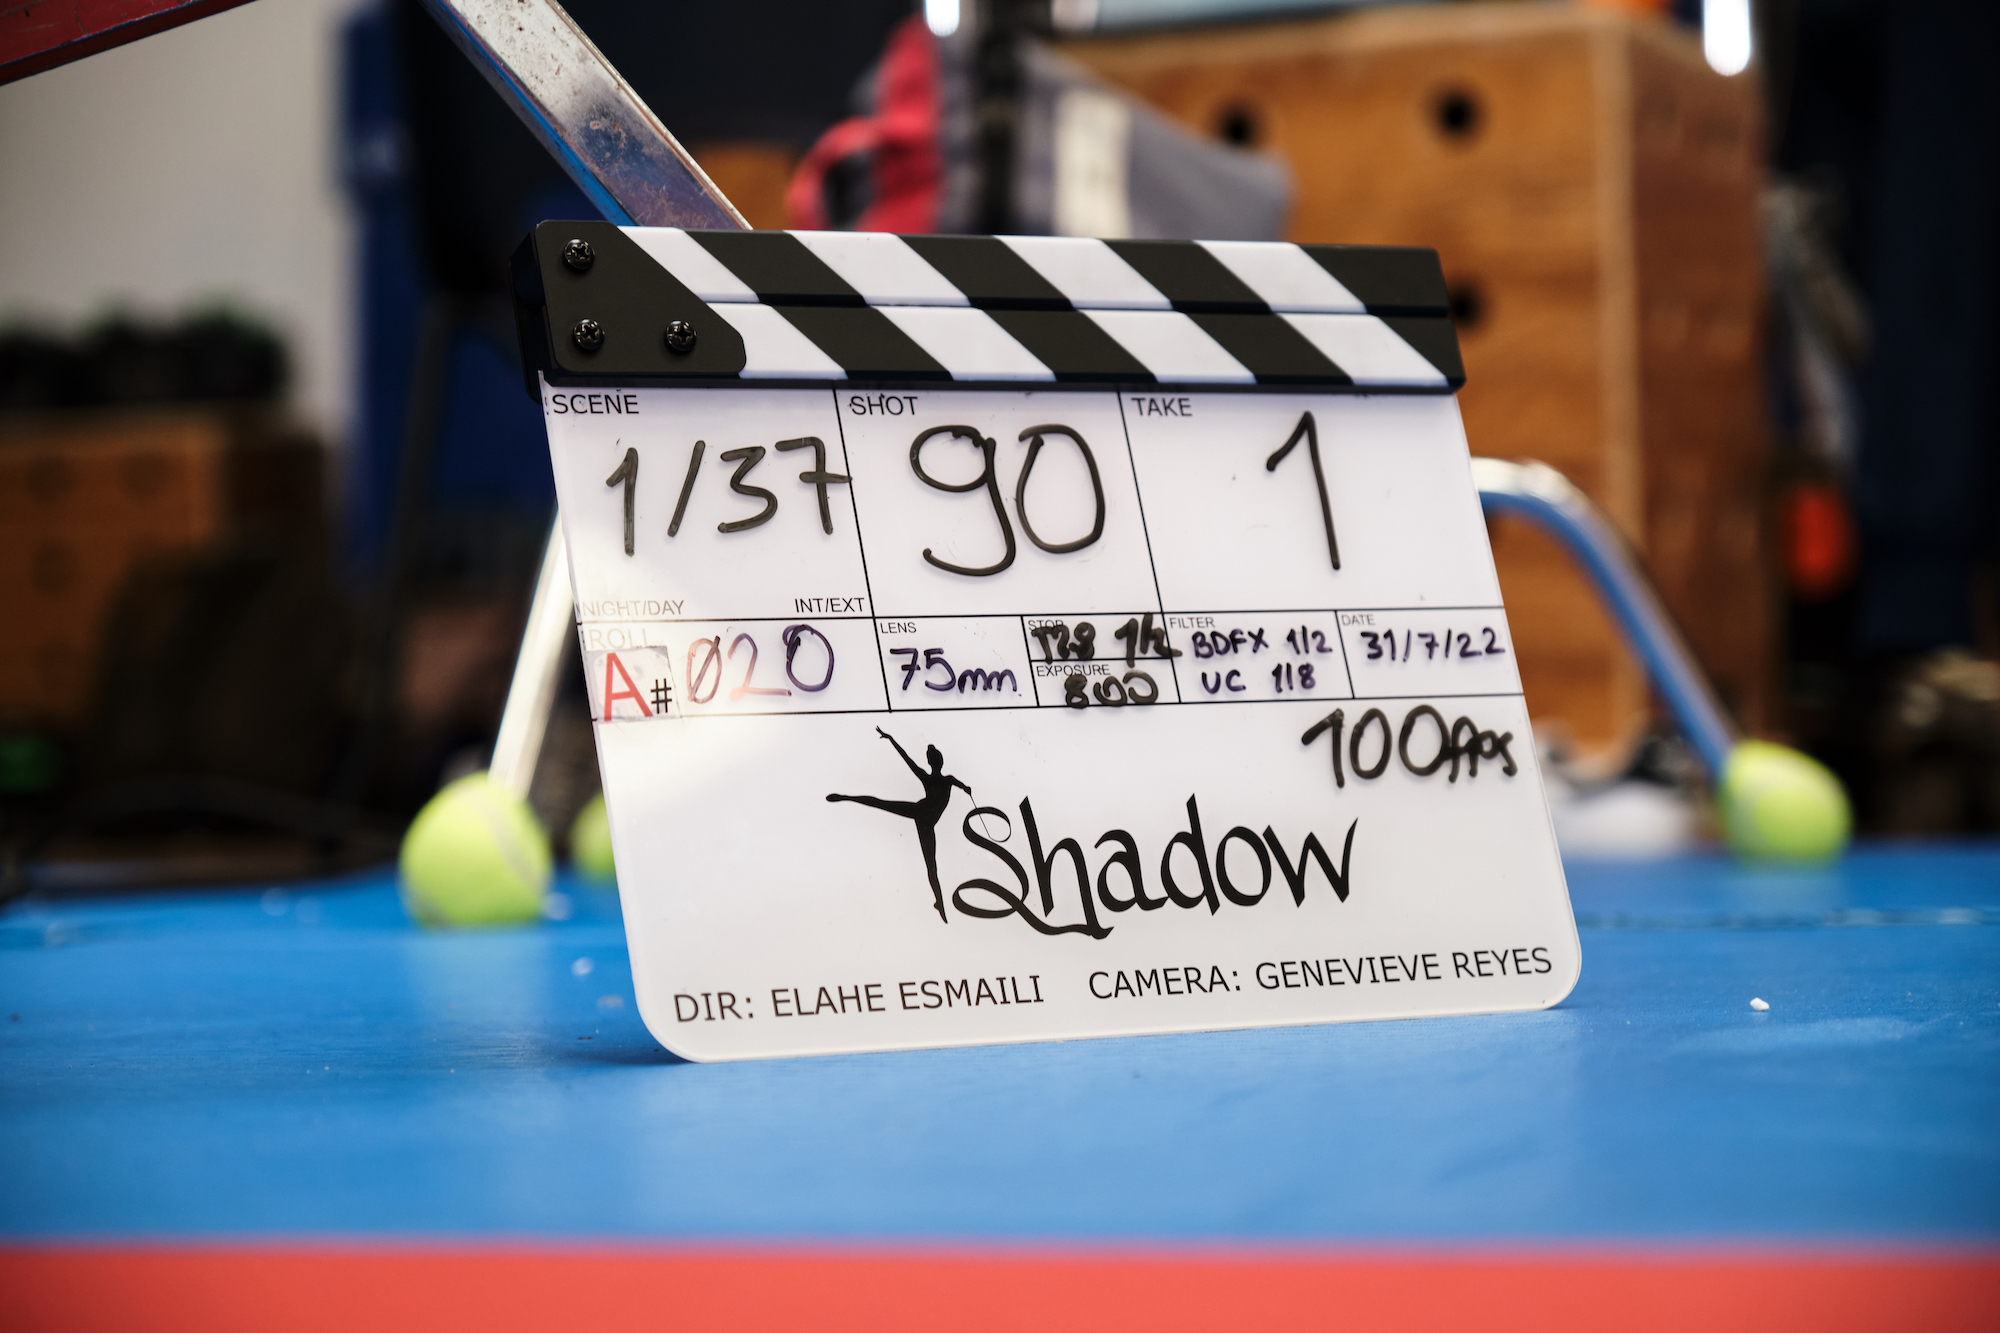 SCENE SHOT TAKE
1/37 90 1
NIGHT/DAY INT/EXT
ROLL LENS STOP FILTER DATE
A# Ø20 75mm T2.8 1/2 BDFX 1/2 31/7/22
EXPOSURE
800 UC 1/8
100fps
Shadow
DIR: ELAHE ESMAILI CAMERA: GENEVIEVE REYES